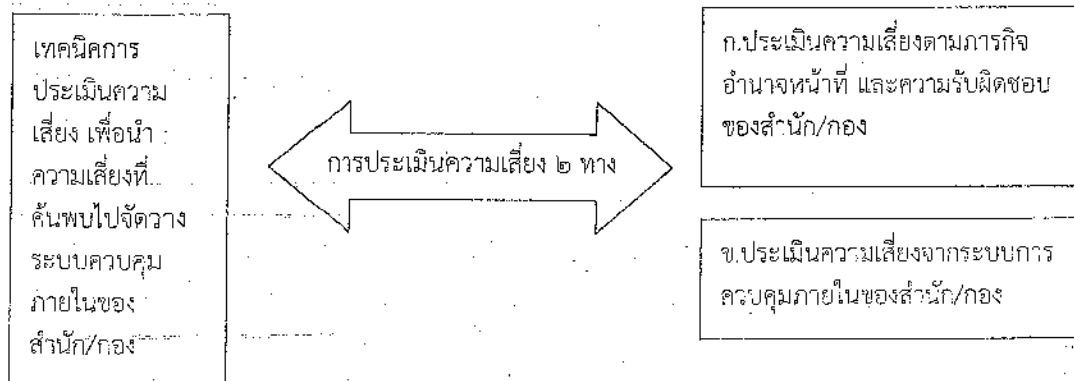 เทคนิคการ
ประเมินความ
เสี่ยง เพื่อนำ
ความเสี่ยงที่
ค้นพบไปจัดวาง
ระบบควบคุม
ภายในของ
สำนัก/กอง
การประเมินความเสี่ยง ๒ ทาง
ก.ประเมินความเสี่ยงตามภารกิจ
อำนาจหน้าที่ และความรับผิดชอบ
ของสำนัก/กอง
ข.ประเมินความเสี่ยงจากระบบการ
ควบคุมภายในของสำนัก/กอง